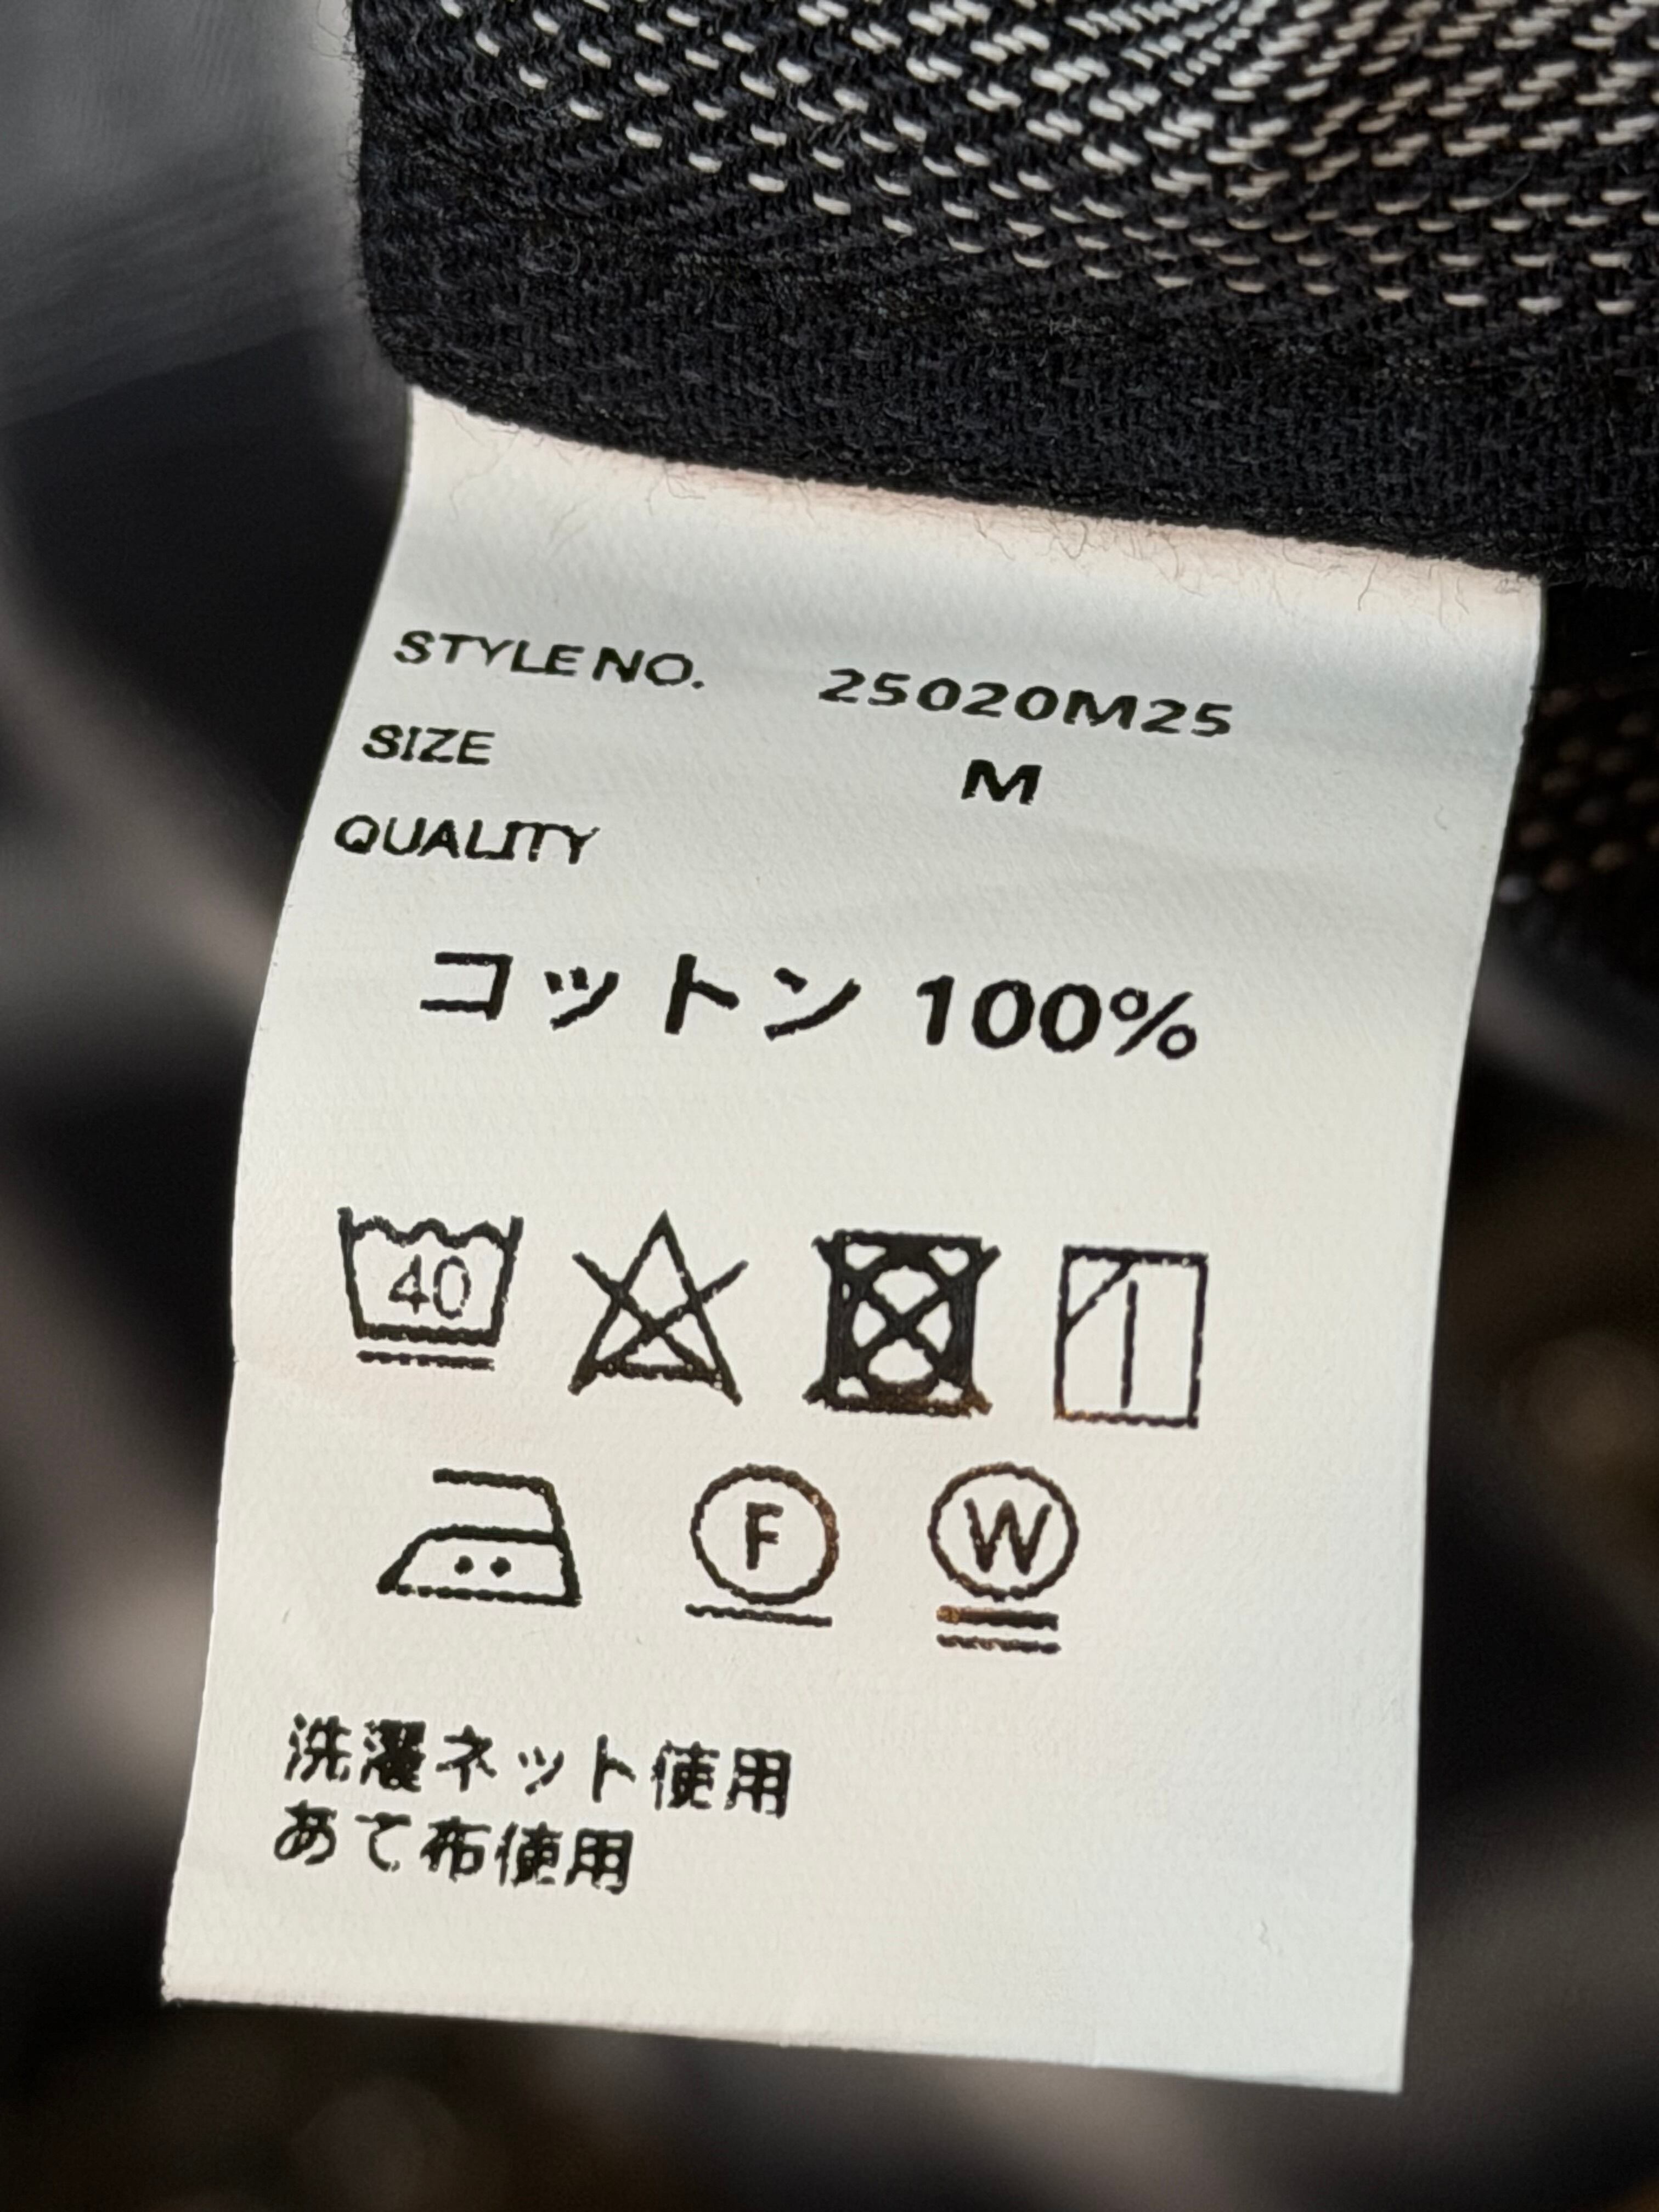 STYLE NO. 25020M25
SIZE M
QUALITY
コットン 100%
40
F W
洗濯ネット使用
あて布使用